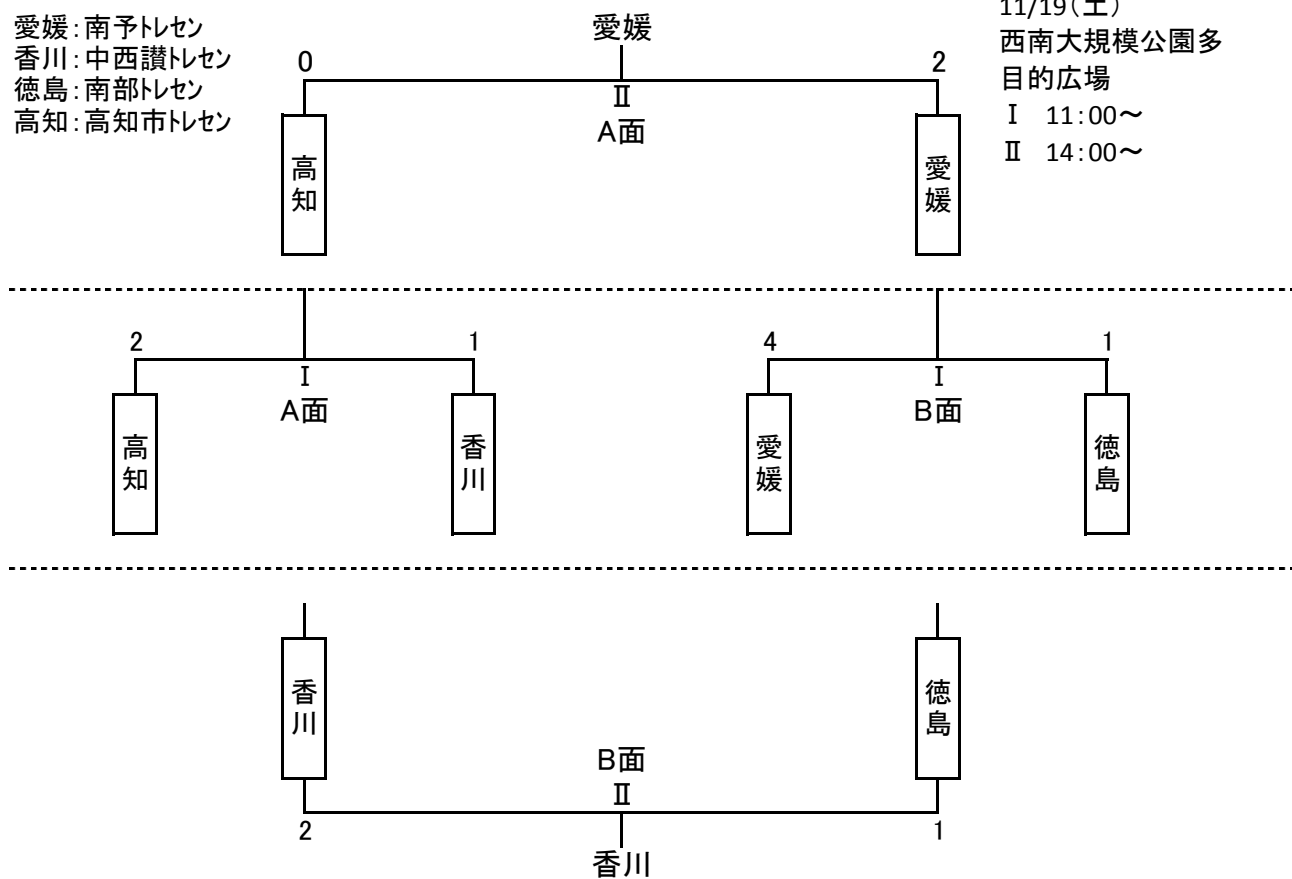 愛媛：南予トレセン
香川：中西讃トレセン
徳島：南部トレセン
高知：高知市トレセン
11/19（土）
西南大規模公園多
目的広場
Ⅰ 11：00～
Ⅱ 14：00～
愛媛
0
2
Ⅱ
A面
高知
愛媛
2
1
4
1
Ⅰ
A面
Ⅰ
B面
高知
香川
愛媛
徳島
香川
徳島
B面
Ⅱ
2
1
香川